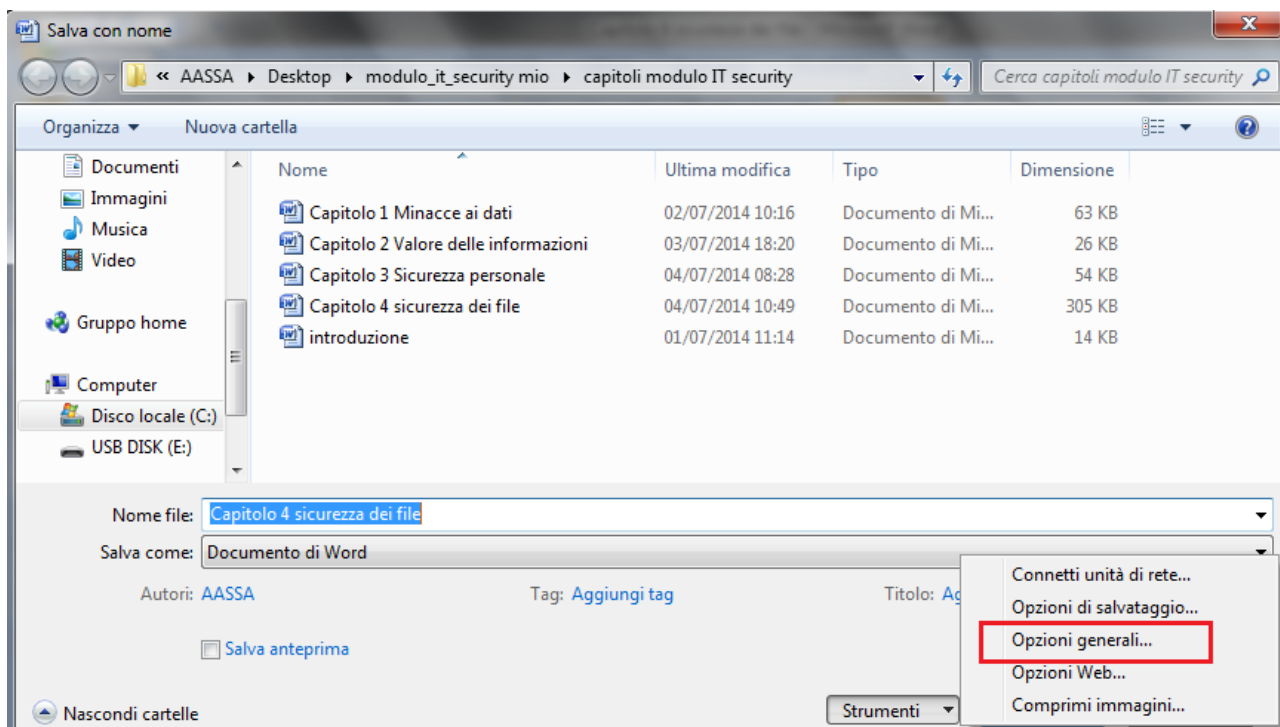 Salva con nome
« AASSA ▸ Desktop ▸ modulo_it_security mio ▸ capitoli modulo IT security
Cerca capitoli modulo IT security
Organizza Nuova cartella
Documenti
Immagini
Musica
Video
Gruppo home
Computer
Disco locale (C:)
USB DISK (E:)
Nome Ultima modifica Tipo Dimensione
Capitolo 1 Minacce ai dati 02/07/2014 10:16 Documento di Mi... 63 KB
Capitolo 2 Valore delle informazioni 03/07/2014 18:20 Documento di Mi... 26 KB
Capitolo 3 Sicurezza personale 04/07/2014 08:28 Documento di Mi... 54 KB
Capitolo 4 sicurezza dei file 04/07/2014 10:49 Documento di Mi... 305 KB
introduzione 01/07/2014 11:14 Documento di Mi... 14 KB
Nome file: Capitolo 4 sicurezza dei file
Salva come: Documento di Word
Autori: AASSA Tag: Aggiungi tag Titolo: Ag
Salva anteprima
Nascondi cartelle
Strumenti
Connetti unità di rete...
Opzioni di salvataggio...
Opzioni generali...
Opzioni Web...
Comprimi immagini...